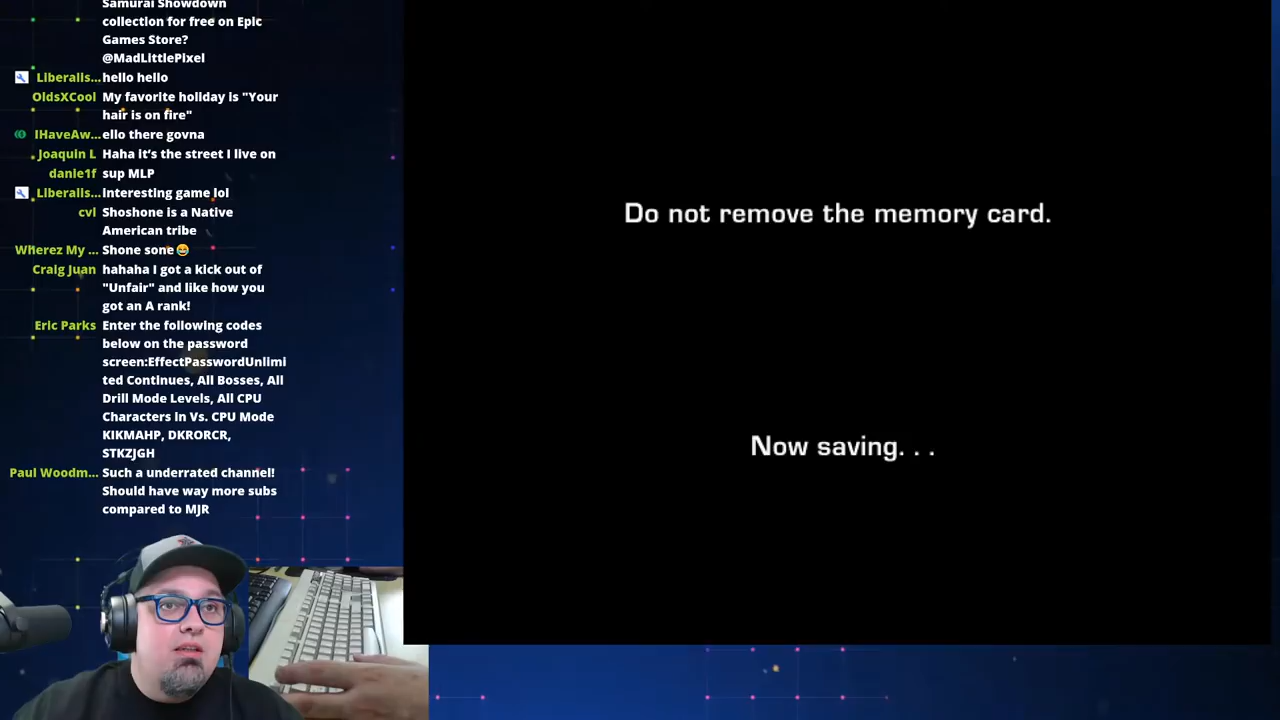 Samurai Showdown
collection for free on Epic
Games Store?
@MadLittlePixel
Liberalis... hello hello
OldsXCool My favorite holiday is "Your
hair is on fire"
IHaveAw... ello there govna
Joaquin L Haha it's the street I live on
danie1f sup MLP
Liberalis... interesting game lol
cvl Shoshone is a Native
American tribe
Wherez My ... Shone sone😂
Craig Juan hahaha I got a kick out of
"Unfair" and like how you
got an A rank!
Eric Parks Enter the following codes
below on the password
screen:EffectPasswordUnlimi
ted Continues, All Bosses, All
Drill Mode Levels, All CPU
Characters in Vs. CPU Mode
KIKMAHP, DKRORCR,
STKZJGH
Paul Woodm... Such a underrated channel!
Should have way more subs
compared to MJR
Do not remove the memory card.
Now saving. . .